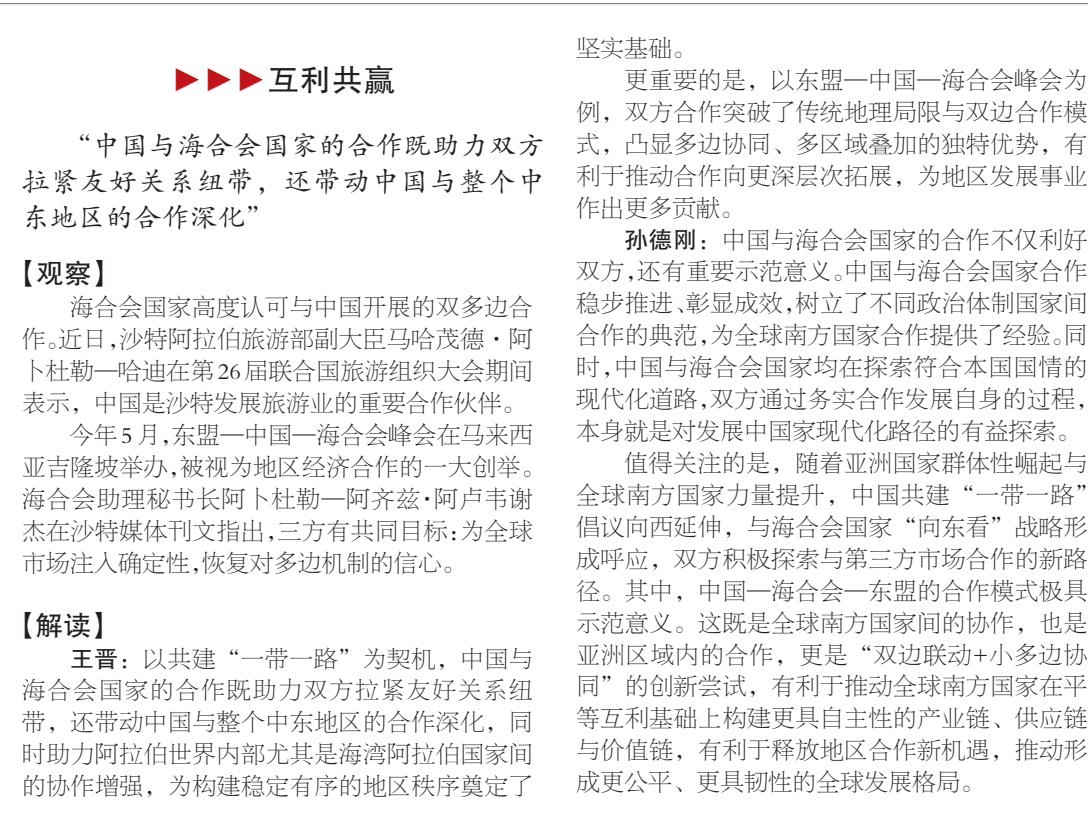 ▶▶▶互利共赢
“中国与海合会国家的合作既助力双方
拉紧友好关系纽带，还带动中国与整个中
东地区的合作深化”
【观察】
海合会国家高度认可与中国开展的双多边合
作。近日，沙特阿拉伯旅游部副大臣马哈茂德·阿
卜杜勒—哈迪在第26届联合国旅游组织大会期间
表示，中国是沙特发展旅游业的重要合作伙伴。
今年5月，东盟—中国—海合会峰会在马来西
亚吉隆坡举办，被视为地区经济合作的一大创举。
海合会助理秘书长阿卜杜勒—阿齐兹·阿卢韦谢
杰在沙特媒体刊文指出，三方有共同目标：为全球
市场注入确定性，恢复对多边机制的信心。
【解读】
王晋：以共建“一带一路”为契机，中国与
海合会国家的合作既助力双方拉紧友好关系纽
带，还带动中国与整个中东地区的合作深化，同
时助力阿拉伯世界内部尤其是海湾阿拉伯国家间
的协作增强，为构建稳定有序的地区秩序奠定了
坚实基础。
更重要的是，以东盟—中国—海合会峰会为
例，双方合作突破了传统地理局限与双边合作模
式，凸显多边协同、多区域叠加的独特优势，有
利于推动合作向更深层次拓展，为地区发展事业
作出更多贡献。
孙德刚：中国与海合会国家的合作不仅利好
双方，还有重要示范意义。中国与海合会国家合作
稳步推进、彰显成效，树立了不同政治体制国家间
合作的典范，为全球南方国家合作提供了经验。同
时，中国与海合会国家均在探索符合本国国情的
现代化道路，双方通过务实合作发展自身的过程，
本身就是对发展中国家现代化路径的有益探索。
值得关注的是，随着亚洲国家群体性崛起与
全球南方国家力量提升，中国共建“一带一路”
倡议向西延伸，与海合会国家“向东看”战略形
成呼应，双方积极探索与第三方市场合作的新路
径。其中，中国—海合会—东盟的合作模式极具
示范意义。这既是全球南方国家间的协作，也是
亚洲区域内的合作，更是“双边联动+小多边协
同”的创新尝试，有利于推动全球南方国家在平
等互利基础上构建更具自主性的产业链、供应链
与价值链，有利于释放地区合作新机遇，推动形
成更公平、更具韧性的全球发展格局。